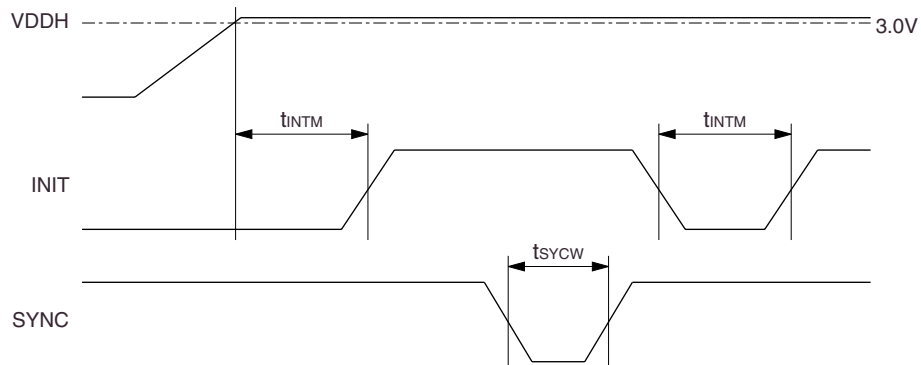 VDDH
3.0V
tINTM
tINTM
INIT
tSYCW
SYNC